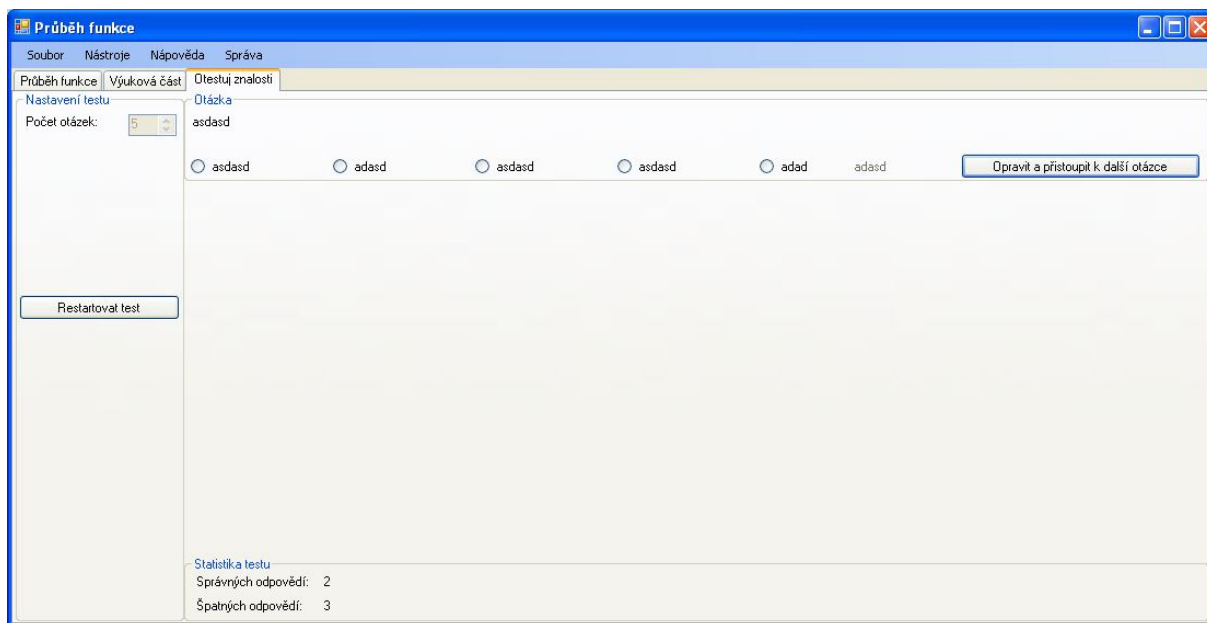 Průběh funkce
Soubor Nástroje Nápověda Správa
Průběh funkce Výuková část Otestuj znalosti
Nastavení testu
Počet otázek: 5
Restartovat test
Otázka
asdasd
asdasd adasd asdasd asdasd adad adasd Opravit a přistoupit k další otázce
Statistika testu
Správných odpovědí: 2
Špatných odpovědí: 3